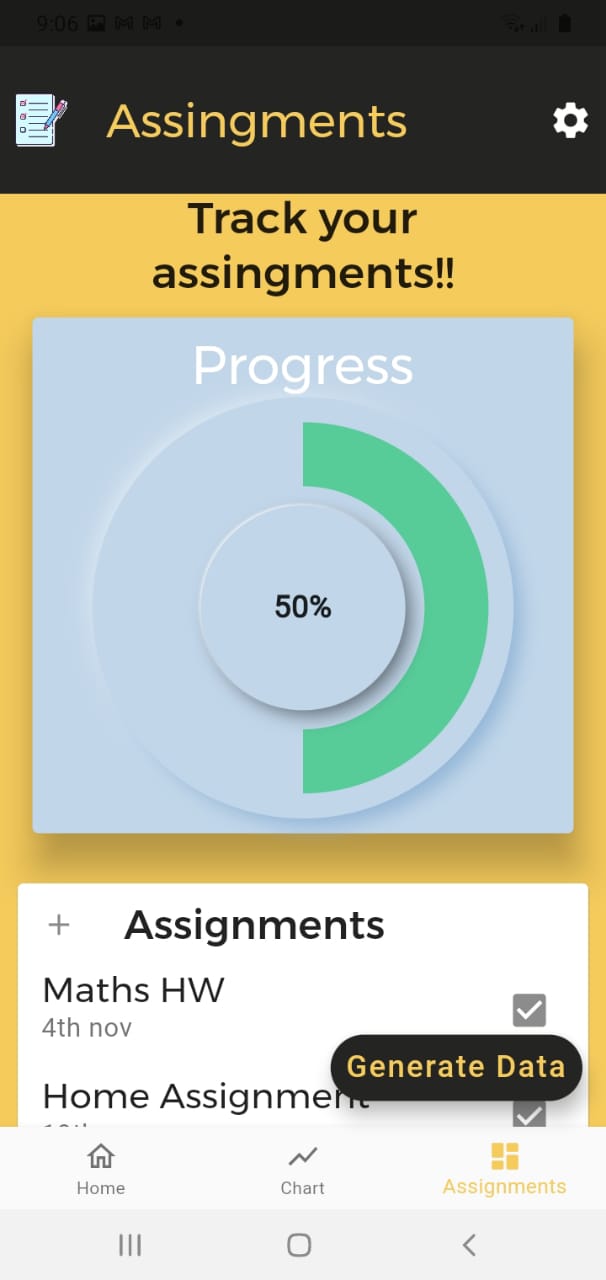 9:06
Assingments
Track your
assingments!!
Progress
50%
+ Assignments
Maths HW
4th nov
Generate Data
Home Assignment
Home
Chart
Assignments